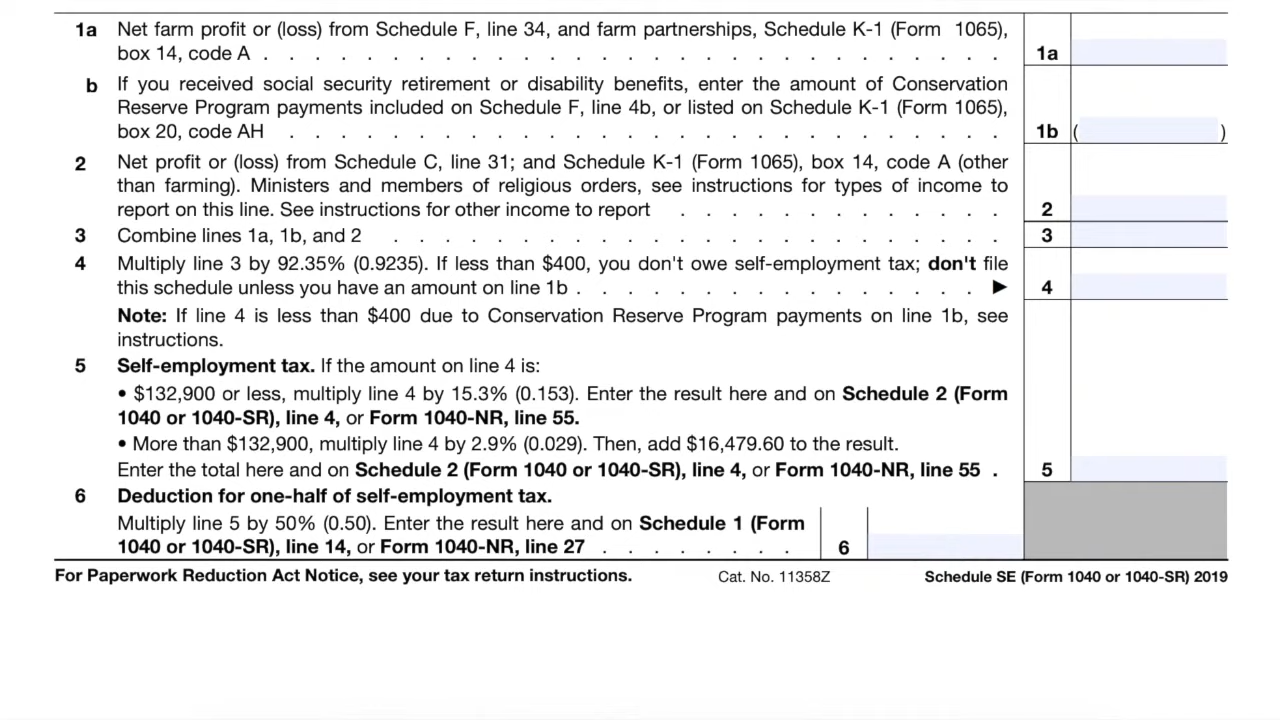 1a Net farm profit or (loss) from Schedule F, line 34, and farm partnerships, Schedule K-1 (Form 1065),
box 14, code A . . . . . . . . . . . . . . . . . . . . . . . . . . . . . 1a
b If you received social security retirement or disability benefits, enter the amount of Conservation
Reserve Program payments included on Schedule F, line 4b, or listed on Schedule K-1 (Form 1065),
box 20, code AH . . . . . . . . . . . . . . . . . . . . . . . . . . . . 1b ( )
2 Net profit or (loss) from Schedule C, line 31; and Schedule K-1 (Form 1065), box 14, code A (other
than farming). Ministers and members of religious orders, see instructions for types of income to
report on this line. See instructions for other income to report . . . . . . . . . . . . . 2
3 Combine lines 1a, 1b, and 2 . . . . . . . . . . . . . . . . . . . . . . . . 3
4 Multiply line 3 by 92.35% (0.9235). If less than $400, you don't owe self-employment tax; don't file
this schedule unless you have an amount on line 1b . . . . . . . . . . . . . . . . ▶ 4
Note: If line 4 is less than $400 due to Conservation Reserve Program payments on line 1b, see
instructions.
5 Self-employment tax. If the amount on line 4 is:
• $132,900 or less, multiply line 4 by 15.3% (0.153). Enter the result here and on Schedule 2 (Form
1040 or 1040-SR), line 4, or Form 1040-NR, line 55.
• More than $132,900, multiply line 4 by 2.9% (0.029). Then, add $16,479.60 to the result.
Enter the total here and on Schedule 2 (Form 1040 or 1040-SR), line 4, or Form 1040-NR, line 55 . 5
6 Deduction for one-half of self-employment tax.
Multiply line 5 by 50% (0.50). Enter the result here and on Schedule 1 (Form
1040 or 1040-SR), line 14, or Form 1040-NR, line 27 . . . . . . . . 6
For Paperwork Reduction Act Notice, see your tax return instructions. Cat. No. 11358Z Schedule SE (Form 1040 or 1040-SR) 2019